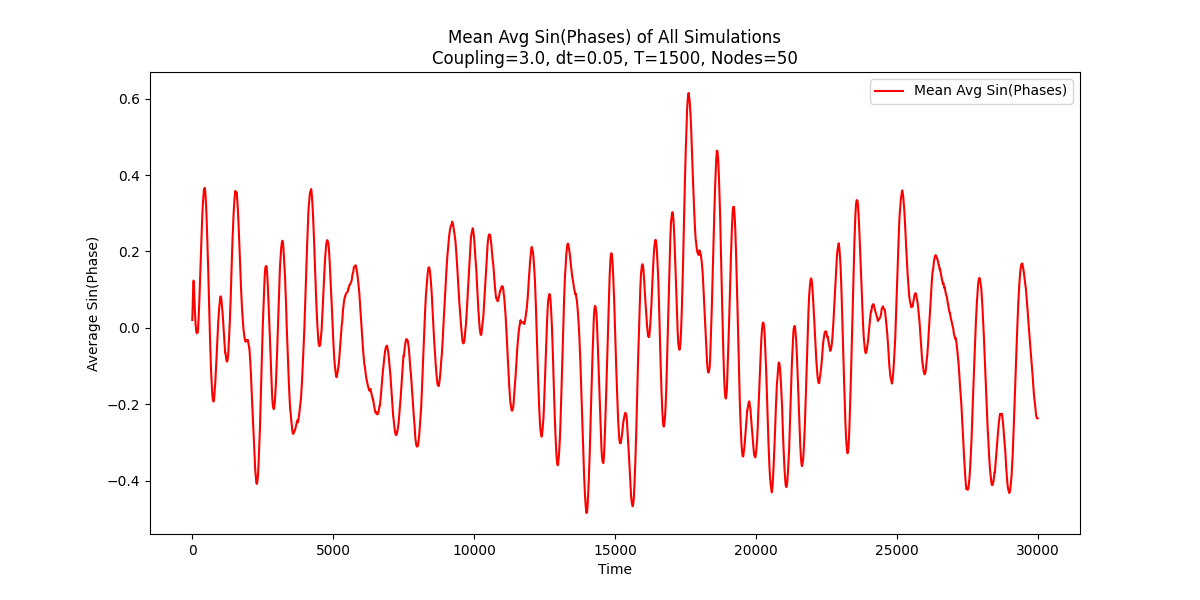 Mean Avg Sin(Phases) of All Simulations
Coupling=3.0, dt=0.05, T=1500, Nodes=50
Mean Avg Sin(Phases)
Average Sin(Phase)
0.6
0.4
0.2
0.0
−0.2
−0.4
0 5000 10000 15000 20000 25000 30000
Time